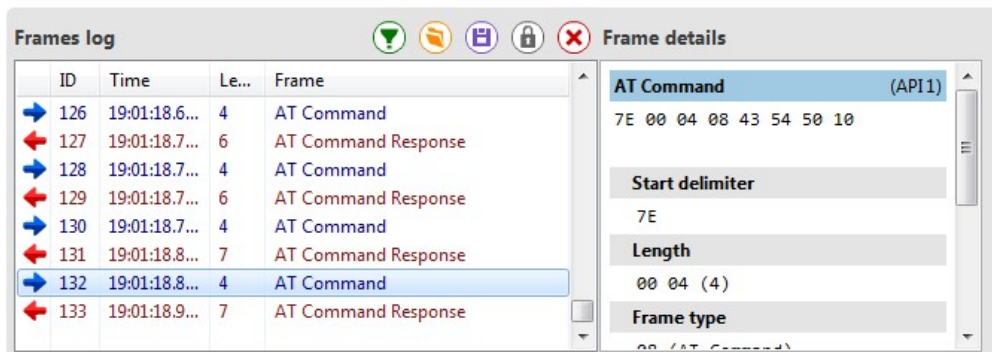 Frames log
ID Time Le... Frame
126 19:01:18.6... 4 AT Command
127 19:01:18.7... 6 AT Command Response
128 19:01:18.7... 4 AT Command
129 19:01:18.7... 6 AT Command Response
130 19:01:18.7... 4 AT Command
131 19:01:18.8... 7 AT Command Response
132 19:01:18.8... 4 AT Command
133 19:01:18.9... 7 AT Command Response
Frame details
AT Command (API1)
7E 00 04 08 43 54 50 10
Start delimiter
7E
Length
00 04 (4)
Frame type
08 (AT Command)